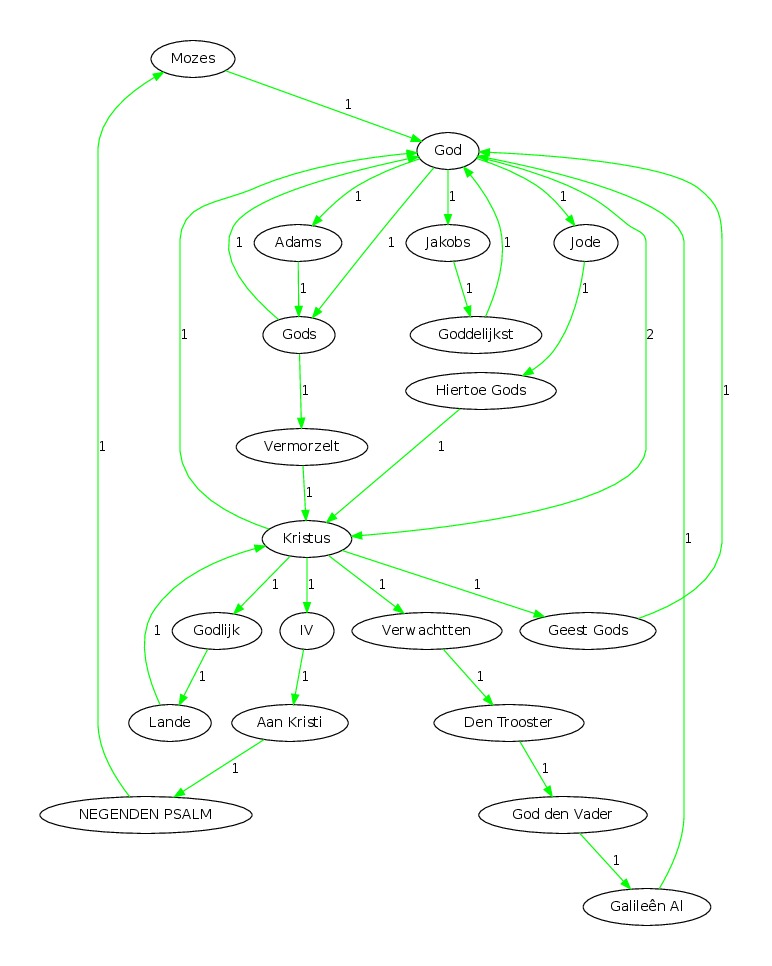 Mozes
1
God
1
1
1
Adams
1
1
Jakobs
1
Jode
1
1
1
1
Gods
Goddelijkst
1
2
1
Hiertoe Gods
1
Vermorzelt
1
1
1
Kristus
1
1
1
1
1
Godlijk
IV
Verwachtten
Geest Gods
1
1
1
1
Lande
Aan Kristi
Den Trooster
1
1
NEGENDEN PSALM
God den Vader
1
Galileên Al